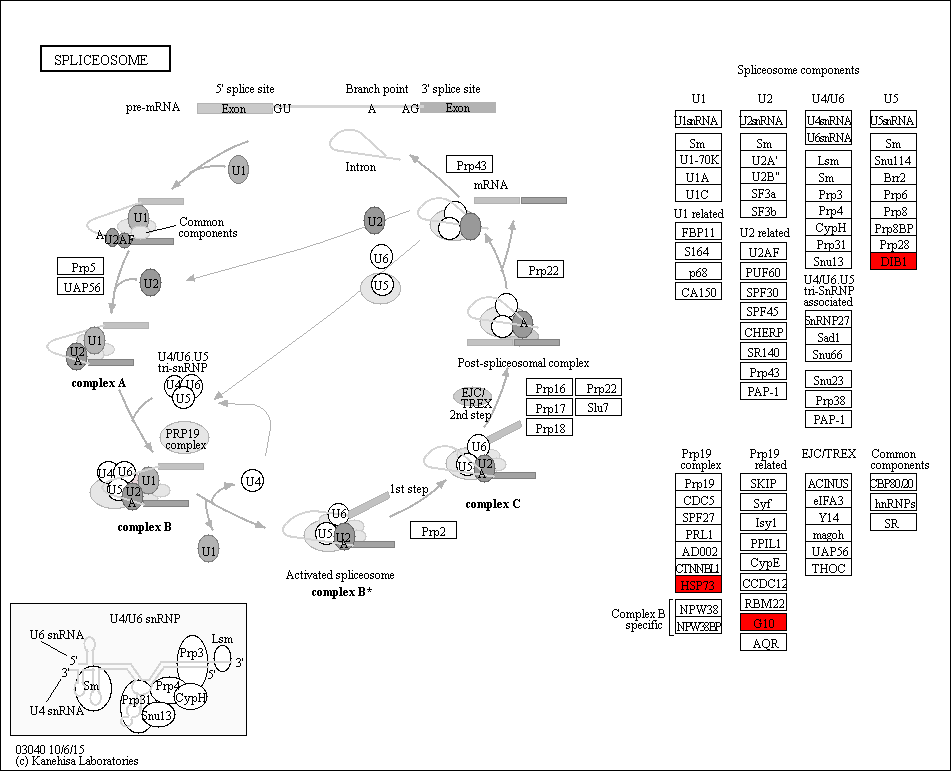 SPLICEOSOME
5' splice site
Branch point
3' splice site
pre-mRNA
Exon
GU
A
AG
Exon
U1
Intron
Prp43
mRNA
U1
A
U2AF
Common
components
U2
U6
U5
Prp5
UAP56
U2
Prp22
A
U1
U2
A
complex A
U4/U6.U5
tri-snRNP
U4
U6
U5
Post-spliceosomal complex
EJC/
TREX
2nd step
Prp16
Prp22
Prp17
Slu7
Prp18
PRP19
complex
U4
U6
U5
U1
U2
A
complex B
U4
U1
U6
U5
U2
A
complex C
1st step
U6
U5
U2
A
Prp2
Activated spliceosome
complex B*
U4/U6 snRNP
U6 snRNA
5'
3'
U4 snRNA
Sm
Prp31
Prp4
Snu13
CypH
Prp3
5'
Lsm
3'
03040 10/6/15
(c) Kanehisa Laboratories
Spliceosome components
U1
U1snRNA
Sm
U1-70K
U1A
U1C
U1 related
FBP11
S164
p68
CA150
U2
U2snRNA
Sm
U2A'
U2B"
SF3a
SF3b
U2 related
U2AF
PUF60
SPF30
SPF45
CHERP
SR140
Prp43
PAP-1
U4/U6
U4snRNA
U6snRNA
Lsm
Sm
Prp3
Prp4
CypH
Prp31
Snu13
U4/U6.U5
tri-SnRNP
associated
SnRNP27
Sad1
Snu66
Snu23
Prp38
PAP-1
U5
U5snRNA
Sm
Snu114
Brr2
Prp6
Prp8
Prp8BP
Prp28
DIB1
Prp19
complex
Prp19
CDC5
SPF27
PRL1
AD002
CTNNBL1
HSP73
Complex B
specific
NPW38
NPW38BP
Prp19
related
SKIP
Syf
Isy1
PPIL1
CypE
CCDC12
RBM22
G10
AQR
EJC/TREX
ACINUS
eIFA3
Y14
magoh
UAP56
THOC
Common
components
CBP80/20
hnRNPs
SR